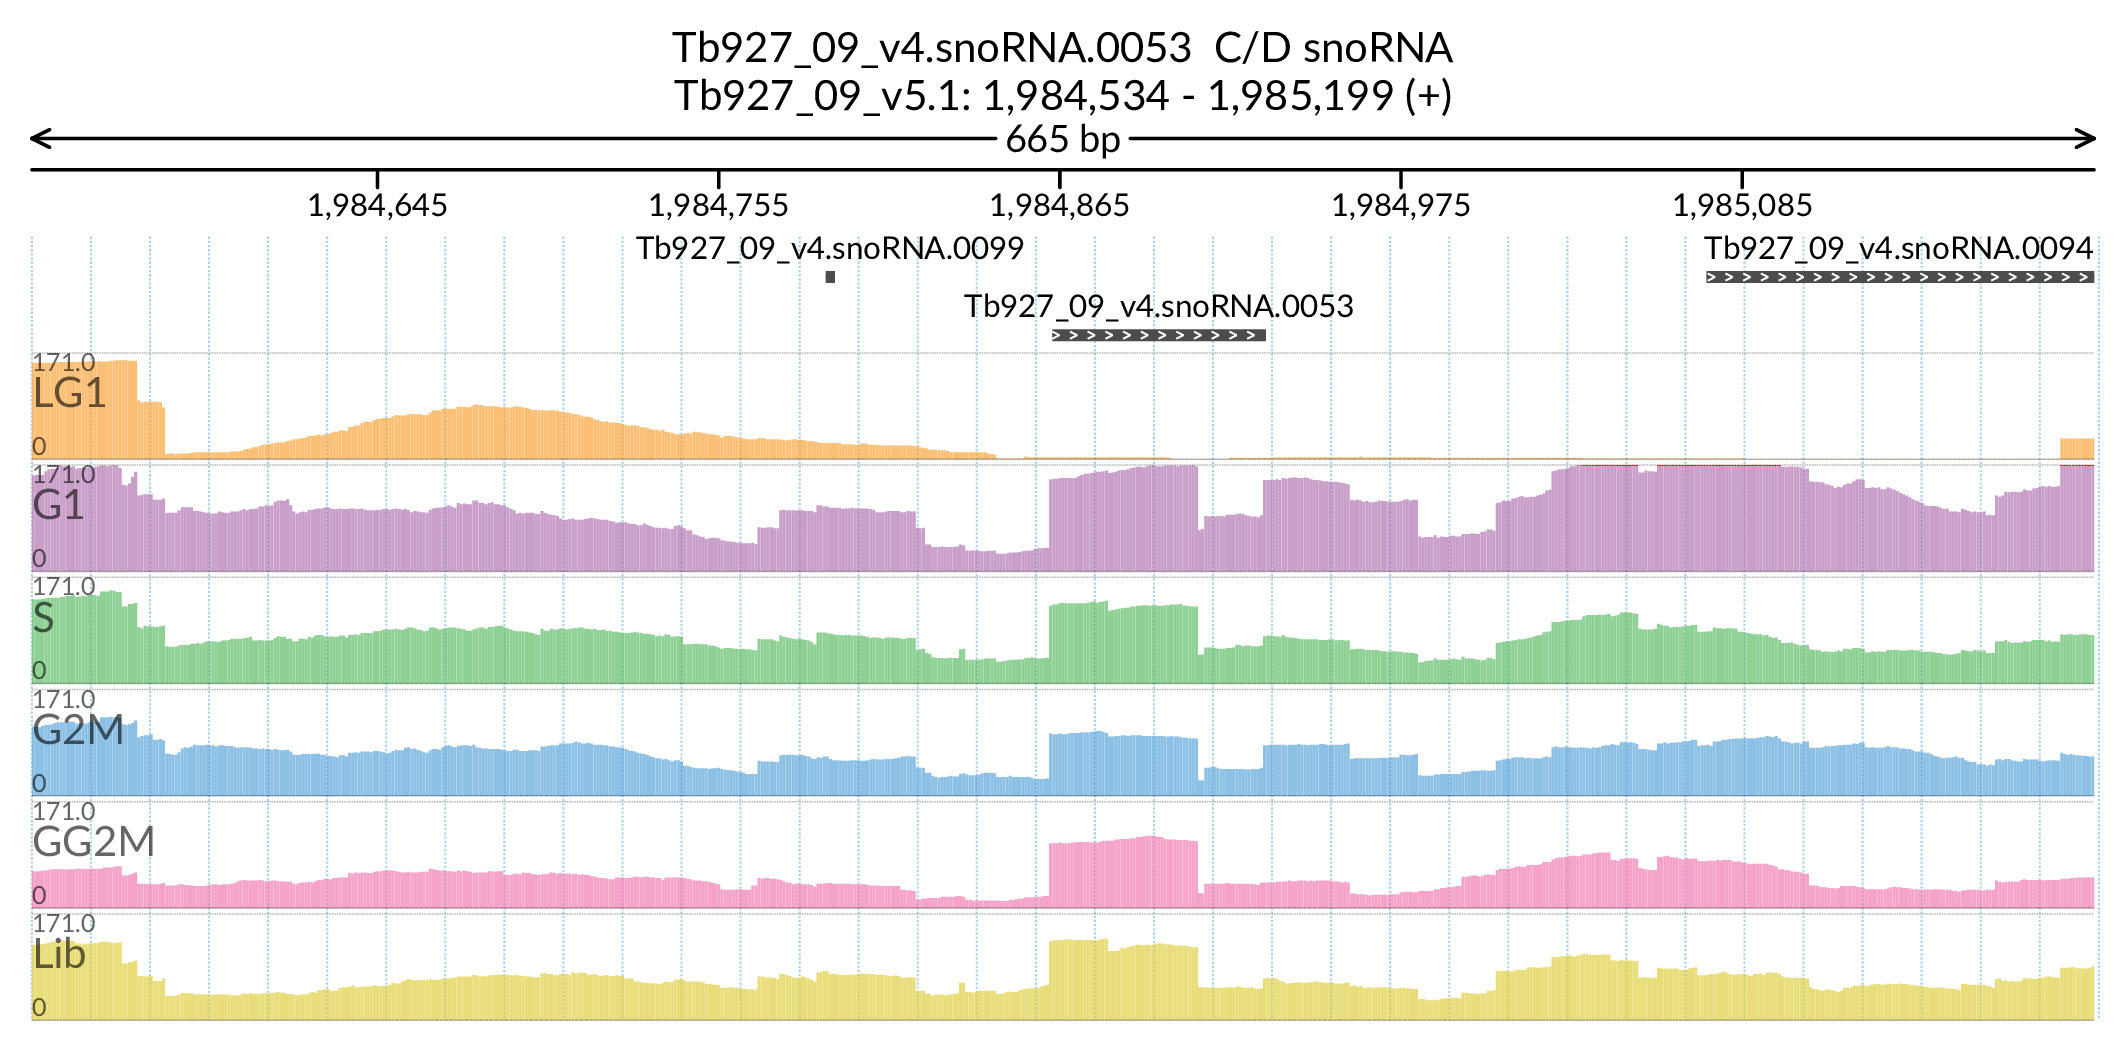 Tb927_09_v4.snoRNA.0053 C/D snoRNA
Tb927_09_v5.1: 1,984,534 - 1,985,199 (+)
665 bp
1,984,645 1,984,755 1,984,865 1,984,975 1,985,085
Tb927_09_v4.snoRNA.0099 Tb927_09_v4.snoRNA.0094
Tb927_09_v4.snoRNA.0053
171.0
LG1
0
171.0
G1
0
171.0
S
0
171.0
G2M
0
171.0
GG2M
0
171.0
Lib
0